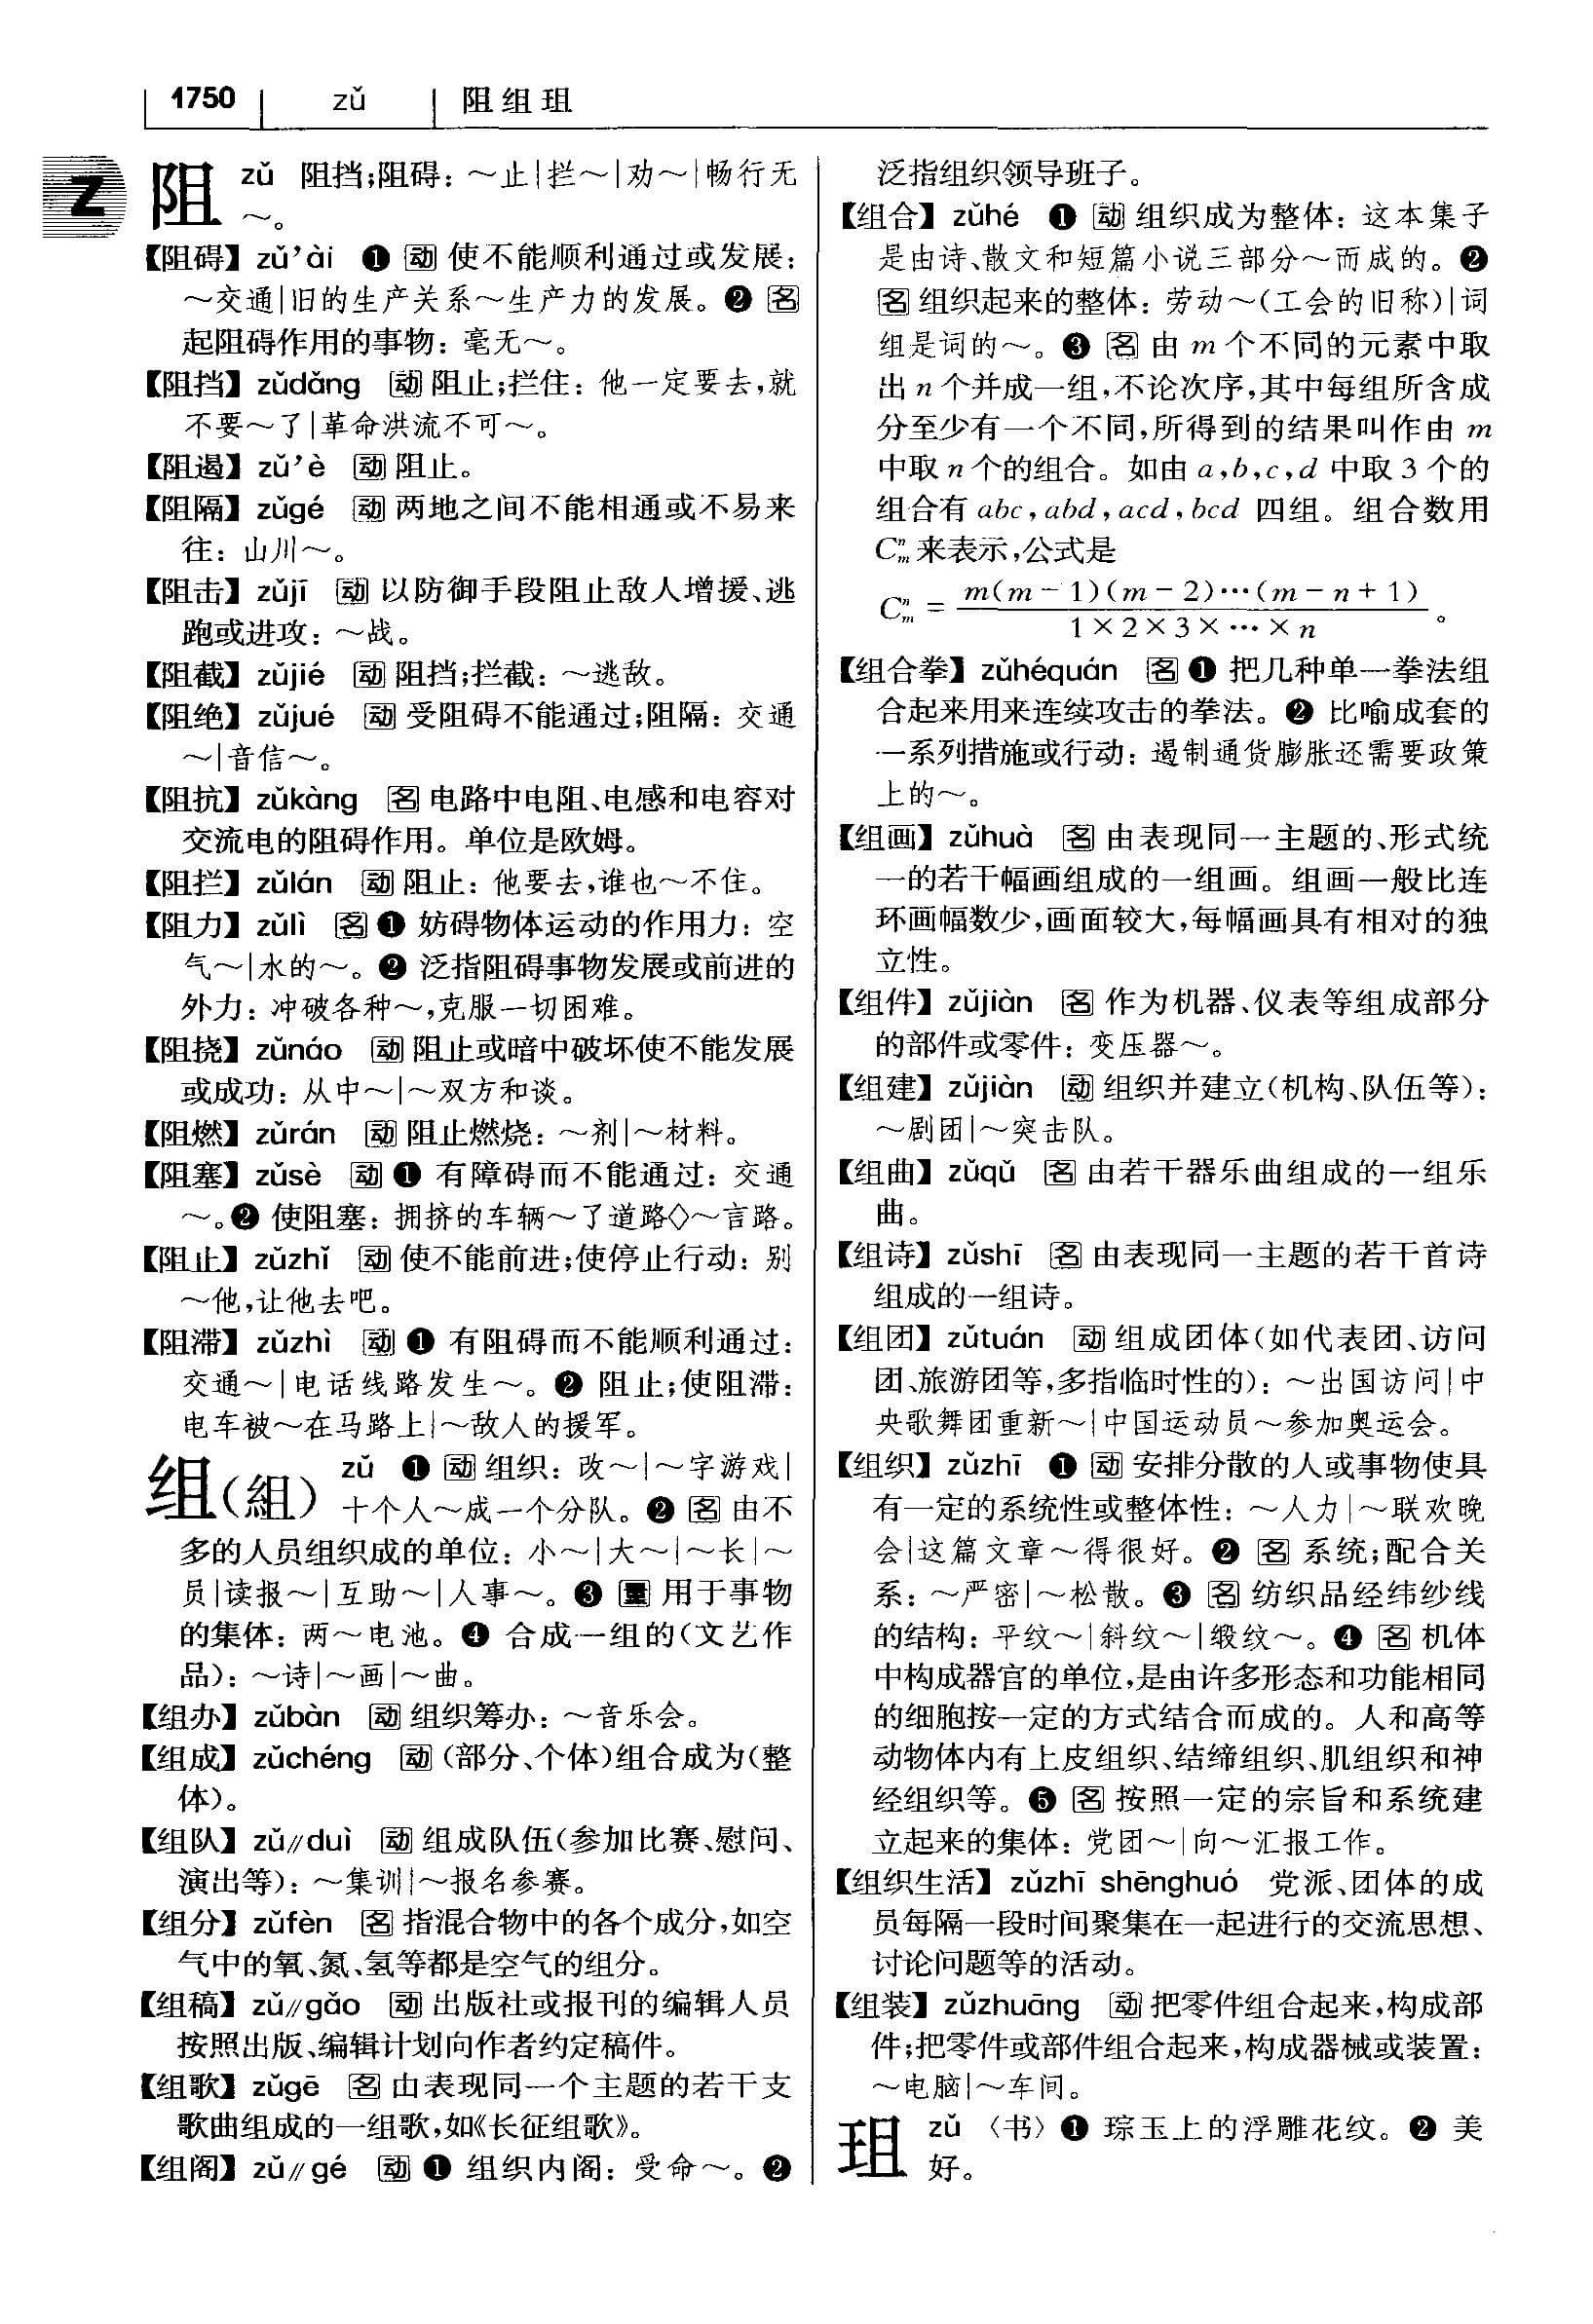 1750 zǔ 阻组珇
Z
阻 zǔ 阻挡;阻碍:～止|拦～|劝～|畅行无
～。
【阻碍】zǔ’ài ❶ 动 使不能顺利通过或发展:
～交通|旧的生产关系～生产力的发展。❷ 名
起阻碍作用的事物:毫无～。
【阻挡】zǔdǎng 动 阻止;拦住:他一定要去,就
不要～了|革命洪流不可～。
【阻遏】zǔ’è 动 阻止。
【阻隔】zǔgé 动 两地之间不能相通或不易来
往:山川～。
【阻击】zǔjī 动 以防御手段阻止敌人增援、逃
跑或进攻:～战。
【阻截】zǔjié 动 阻挡;拦截:～逃敌。
【阻绝】zǔjué 动 受阻碍不能通过;阻隔:交通
～|音信～。
【阻抗】zǔkàng 名 电路中电阻、电感和电容对
交流电的阻碍作用。单位是欧姆。
【阻拦】zǔlán 动 阻止:他要去,谁也～不住。
【阻力】zǔlì 名 ❶ 妨碍物体运动的作用力:空
气～|水的～。❷ 泛指阻碍事物发展或前进的
外力:冲破各种～,克服一切困难。
【阻挠】zǔnáo 动 阻止或暗中破坏使不能发展
或成功:从中～|～双方和谈。
【阻燃】zǔrán 动 阻止燃烧:～剂|～材料。
【阻塞】zǔsè 动 ❶ 有障碍而不能通过:交通
～。❷ 使阻塞:拥挤的车辆～了道路◇～言路。
【阻止】zǔzhǐ 动 使不能前进;使停止行动:别
～他,让他去吧。
【阻滞】zǔzhì 动 ❶ 有阻碍而不能顺利通过:
交通～|电话线路发生～。❷ 阻止;使阻滞:
电车被～在马路上|～敌人的援军。
组(組) zǔ ❶ 动 组织:改～|～字游戏|
十个人～成一个分队。❷ 名 由不
多的人员组织成的单位:小～|大～|～长|～
员|读报～|互助～|人事～。❸ 量 用于事物
的集体:两～电池。❹ 合成一组的(文艺作
品):～诗|～画|～曲。
【组办】zǔbàn 动 组织筹办:～音乐会。
【组成】zǔchéng 动 (部分、个体)组合成为(整
体)。
【组队】zǔ//duì 动 组成队伍(参加比赛、慰问、
演出等):～集训|～报名参赛。
【组分】zǔfèn 名 指混合物中的各个成分,如空
气中的氧、氮、氢等都是空气的组分。
【组稿】zǔ//gǎo 动 出版社或报刊的编辑人员
按照出版、编辑计划向作者约定稿件。
【组歌】zǔgē 名 由表现同一个主题的若干支
歌曲组成的一组歌,如《长征组歌》。
【组阁】zǔ//gé 动 ❶ 组织内阁:受命～。❷
泛指组织领导班子。
【组合】zǔhé ❶ 动 组织成为整体:这本集子
是由诗、散文和短篇小说三部分～而成的。❷
名 组织起来的整体:劳动～(工会的旧称)|词
组是词的～。❸ 名 由 m 个不同的元素中取
出 n 个并成一组,不论次序,其中每组所含成
分至少有一个不同,所得到的结果叫作由 m
中取 n 个的组合。如由 a,b,c,d 中取 3 个的
组合有 abc,abd,acd,bcd 四组。组合数用
Cₘⁿ 来表示,公式是
Cₘⁿ = m(m－1)(m－2)…(m－n＋1)
1×2×3×…×n 。
【组合拳】zǔhéquán 名 ❶ 把几种单一拳法组
合起来用来连续攻击的拳法。❷ 比喻成套的
一系列措施或行动:遏制通货膨胀还需要政策
上的～。
【组画】zǔhuà 名 由表现同一主题的、形式统
一的若干幅画组成的一组画。组画一般比连
环画幅数少,画面较大,每幅画具有相对的独
立性。
【组件】zǔjiàn 名 作为机器、仪表等组成部分
的部件或零件:变压器～。
【组建】zǔjiàn 动 组织并建立(机构、队伍等):
～剧团|～突击队。
【组曲】zǔqǔ 名 由若干器乐曲组成的一组乐
曲。
【组诗】zǔshī 名 由表现同一主题的若干首诗
组成的一组诗。
【组团】zǔtuán 动 组成团体(如代表团、访问
团、旅游团等,多指临时性的):～出国访问|中
央歌舞团重新～|中国运动员～参加奥运会。
【组织】zǔzhī ❶ 动 安排分散的人或事物使具
有一定的系统性或整体性:～人力|～联欢晚
会|这篇文章～得很好。❷ 名 系统;配合关
系:～严密|～松散。❸ 名 纺织品经纬纱线
的结构:平纹～|斜纹～|缎纹～。❹ 名 机体
中构成器官的单位,是由许多形态和功能相同
的细胞按一定的方式结合而成的。人和高等
动物体内有上皮组织、结缔组织、肌组织和神
经组织等。❺ 名 按照一定的宗旨和系统建
立起来的集体:党团～|向～汇报工作。
【组织生活】zǔzhī shēnghuó 党派、团体的成
员每隔一段时间聚集在一起进行的交流思想、
讨论问题等的活动。
【组装】zǔzhuāng 动 把零件组合起来,构成部
件;把零件或部件组合起来,构成器械或装置:
～电脑|～车间。
珇 zǔ 〈书〉❶ 琮玉上的浮雕花纹。❷ 美
好。